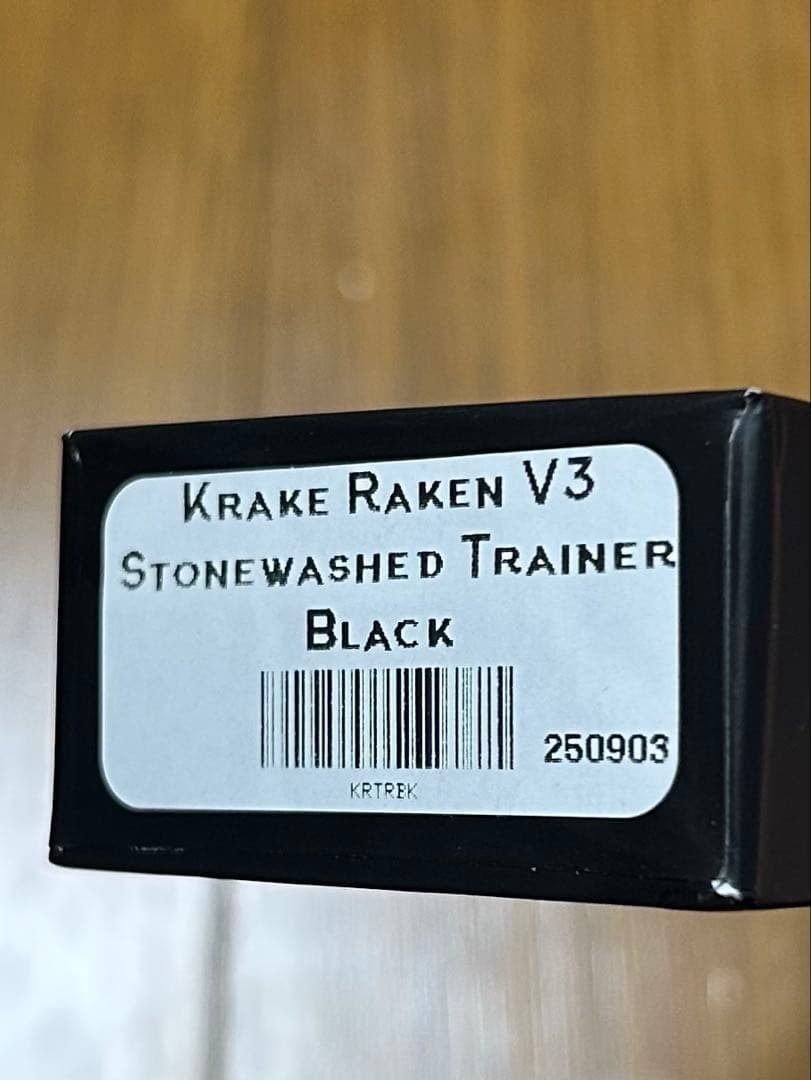 Krake Raken V3
Stonewashed Trainer
Black
250903
KRTRBK